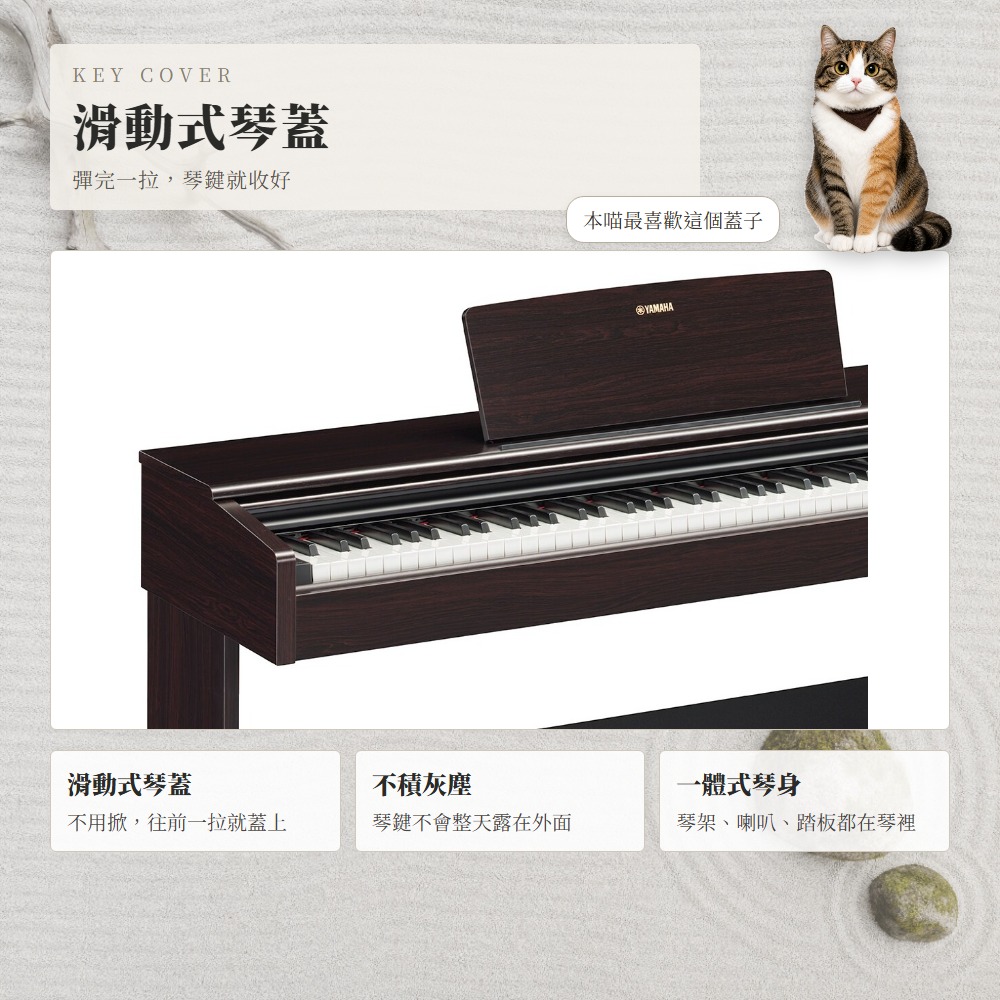 KEY COVER
滑動式琴蓋
彈完一拉，琴鍵就收好
本喵最喜歡這個蓋子
YAMAHA
滑動式琴蓋
不用掀，往前一拉就蓋上
不積灰塵
琴鍵不會整天露在外面
一體式琴身
琴架、喇叭、踏板都在琴裡